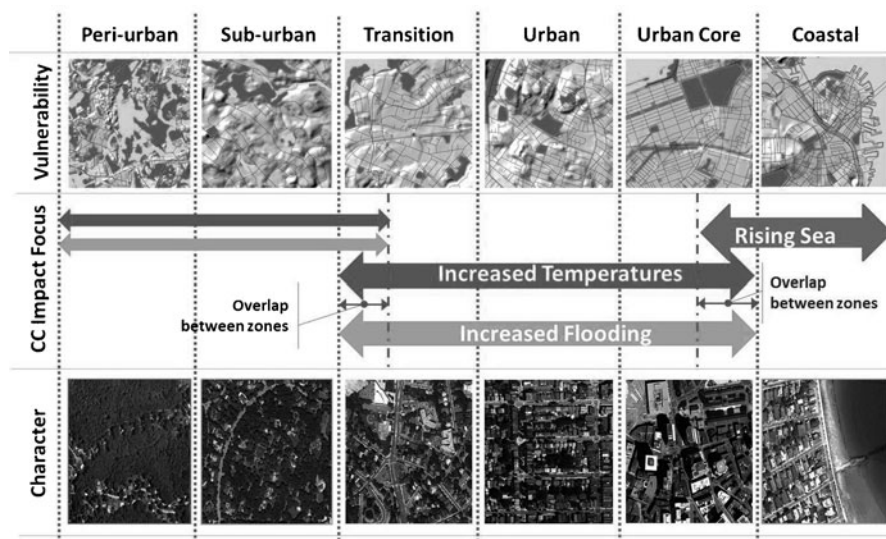 Peri-urban Sub-urban Transition Urban Urban Core Coastal
Vulnerability
CC Impact Focus
Rising Sea
Increased Temperatures
Overlap
between zones
Overlap
between zones
Increased Flooding
Character